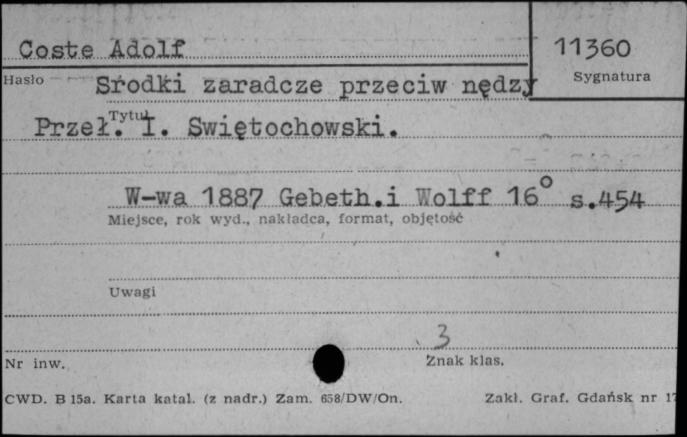 Coste Adolf 11360
Hasło Sygnatura
Srodki zaradcze przeciw nędzy
Tytuł
Przeł. I. Swiętochowski.
W-wa 1887 Gebeth.i Wolff 16° s.454
Miejsce, rok wyd., nakładca, format, objętość
Uwagi
3
Nr inw. Znak klas.
CWD. B 15a. Karta katal. (z nadr.) Zam. 658/DW/On. Zakł. Graf. Gdańsk nr